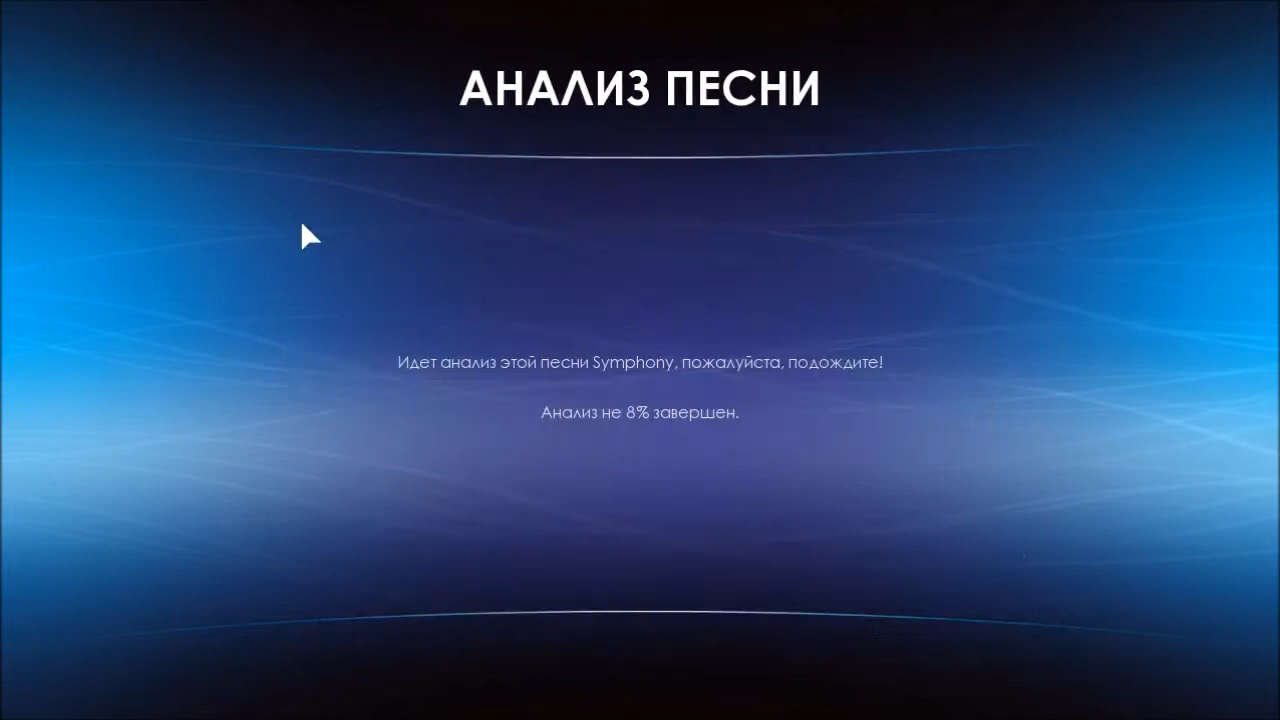 АНАЛИЗ ПЕСНИ
Идет анализ этой песни Symphony, пожалуйста, подождите!
Анализ не 8% завершен.